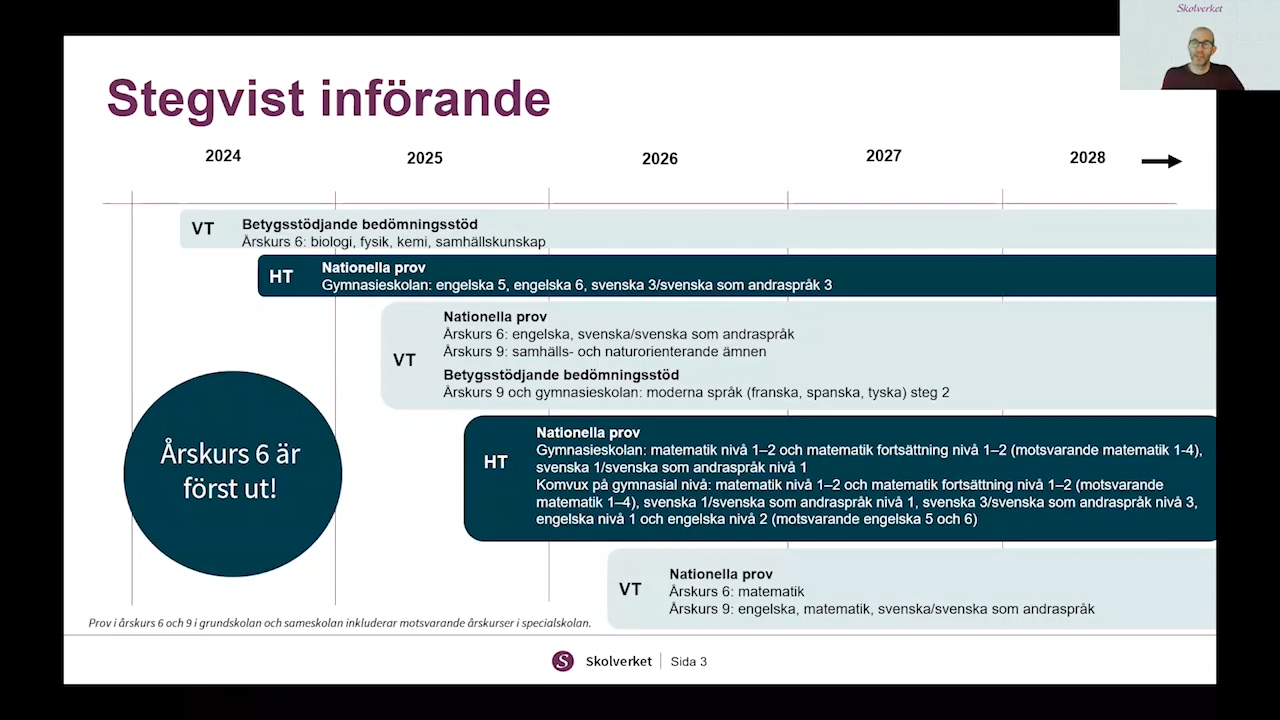 Skolverket
Stegvist införande
2024
2025
2026
2027
2028
VT
Betygsstödjande bedömningsstöd
Årskurs 6: biologi, fysik, kemi, samhällskunskap
HT
Nationella prov
Gymnasieskolan: engelska 5, engelska 6, svenska 3/svenska som andraspråk 3
VT
Nationella prov
Årskurs 6: engelska, svenska/svenska som andraspråk
Årskurs 9: samhälls- och naturorienterande ämnen
Betygsstödjande bedömningsstöd
Årskurs 9 och gymnasieskolan: moderna språk (franska, spanska, tyska) steg 2
Årskurs 6 är
först ut!
HT
Nationella prov
Gymnasieskolan: matematik nivå 1–2 och matematik fortsättning nivå 1–2 (motsvarande matematik 1-4),
svenska 1/svenska som andraspråk nivå 1
Komvux på gymnasial nivå: matematik nivå 1–2 och matematik fortsättning nivå 1–2 (motsvarande
matematik 1–4), svenska 1/svenska som andraspråk nivå 1, svenska 3/svenska som andraspråk nivå 3,
engelska nivå 1 och engelska nivå 2 (motsvarande engelska 5 och 6)
VT
Nationella prov
Årskurs 6: matematik
Årskurs 9: engelska, matematik, svenska/svenska som andraspråk
Prov i årskurs 6 och 9 i grundskolan och sameskolan inkluderar motsvarande årskurser i specialskolan.
S Skolverket | Sida 3